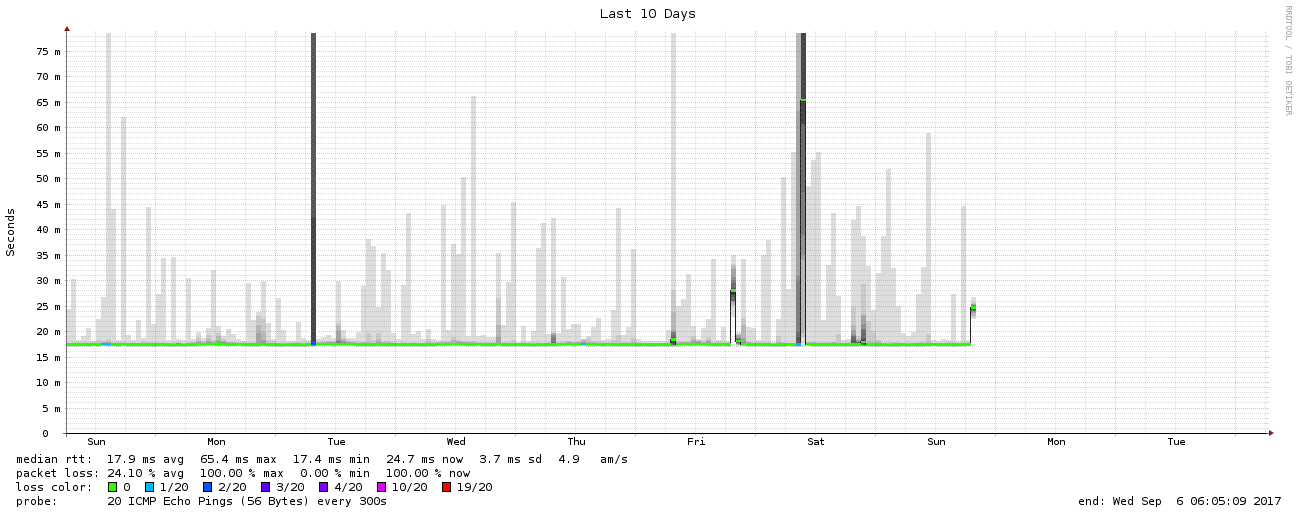 Last 10 Days
RRDTOOL / TOBI OETIKER
Seconds
75 m
70 m
65 m
60 m
55 m
50 m
45 m
40 m
35 m
30 m
25 m
20 m
15 m
10 m
5 m
0
Sun Mon Tue Wed Thu Fri Sat Sun Mon Tue
median rtt: 17.9 ms avg 65.4 ms max 17.4 ms min 24.7 ms now 3.7 ms sd 4.9 am/s
packet loss: 24.10 % avg 100.00 % max 0.00 % min 100.00 % now
loss color: 0 1/20 2/20 3/20 4/20 10/20 19/20
probe: 20 ICMP Echo Pings (56 Bytes) every 300s end: Wed Sep 6 06:05:09 2017